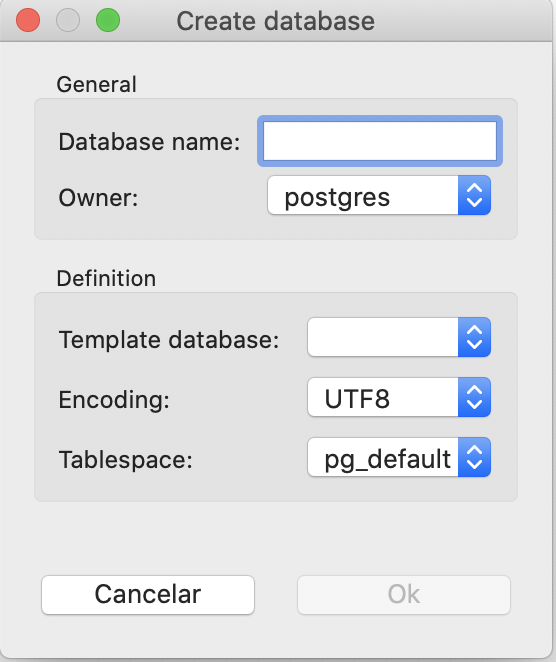 Create database
General
Database name:
Owner: postgres
Definition
Template database:
Encoding: UTF8
Tablespace: pg_default
Cancelar Ok